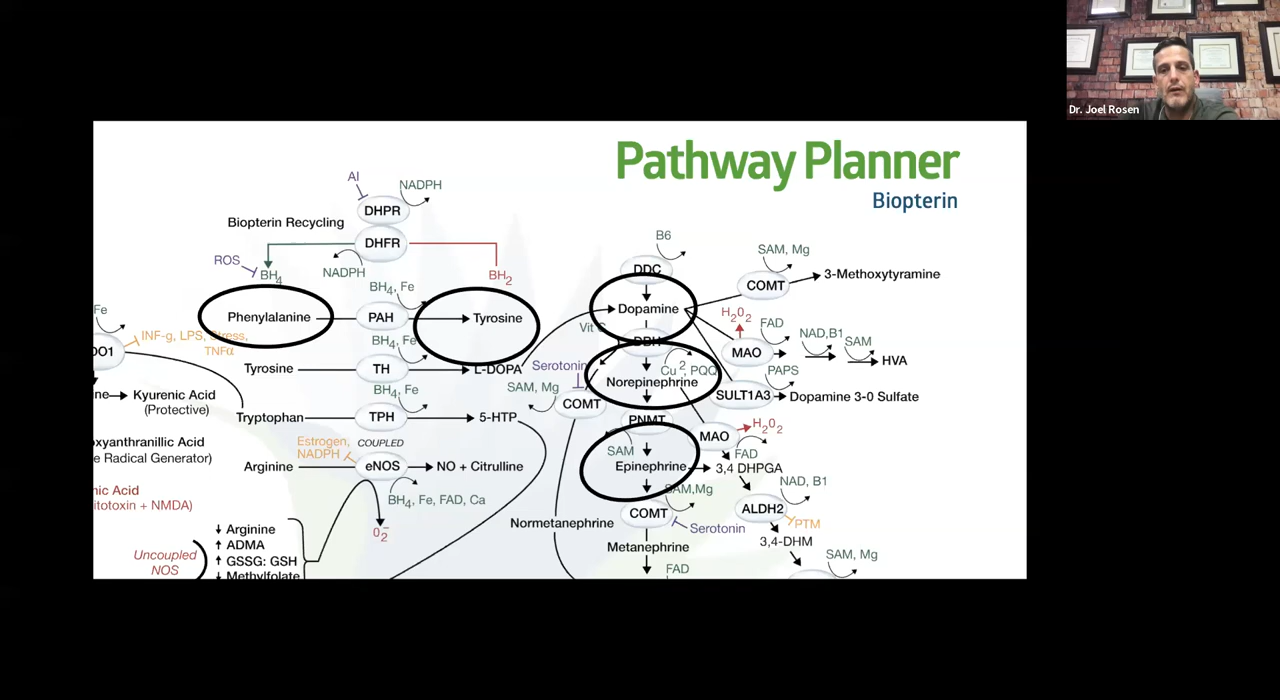 Dr. Joel Rosen
Pathway Planner
Biopterin
AI
NADPH
DHPR
Biopterin Recycling
DHFR
ROS
BH4
NADPH
BH2
BH4, Fe
Phenylalanine
PAH
Tyrosine
Fe
INF-g, LPS, Stress,
TNFα
BH4, Fe
DO1
Tyrosine
TH
L-DOPA
BH4, Fe
Kyurenic Acid
(Protective)
Tryptophan
TPH
5-HTP
Estrogen,
NADPH
COUPLED
oxyanthranillic Acid
e Radical Generator)
Arginine
eNOS
NO + Citrulline
BH4, Fe, FAD, Ca
nic Acid
itotoxin + NMDA)
O2-
↓ Arginine
↑ ADMA
↑ GSSG: GSH
↓ Methylfolate
Uncoupled
NOS
B6
DDC
Dopamine
Vit C
DBH
Serotonin
Cu2, PQQ
Norepinephrine
SAM, Mg
COMT
PNMT
SAM
Epinephrine
SAM,Mg
COMT
Serotonin
Normetanephrine
Metanephrine
FAD
SAM, Mg
COMT
3-Methoxytyramine
H2O2
FAD
MAO
NAD,B1
SAM
HVA
PAPS
SULT1A3
Dopamine 3-0 Sulfate
MAO
H2O2
FAD
3,4 DHPGA
NAD, B1
ALDH2
PTM
3,4-DHM
SAM, Mg